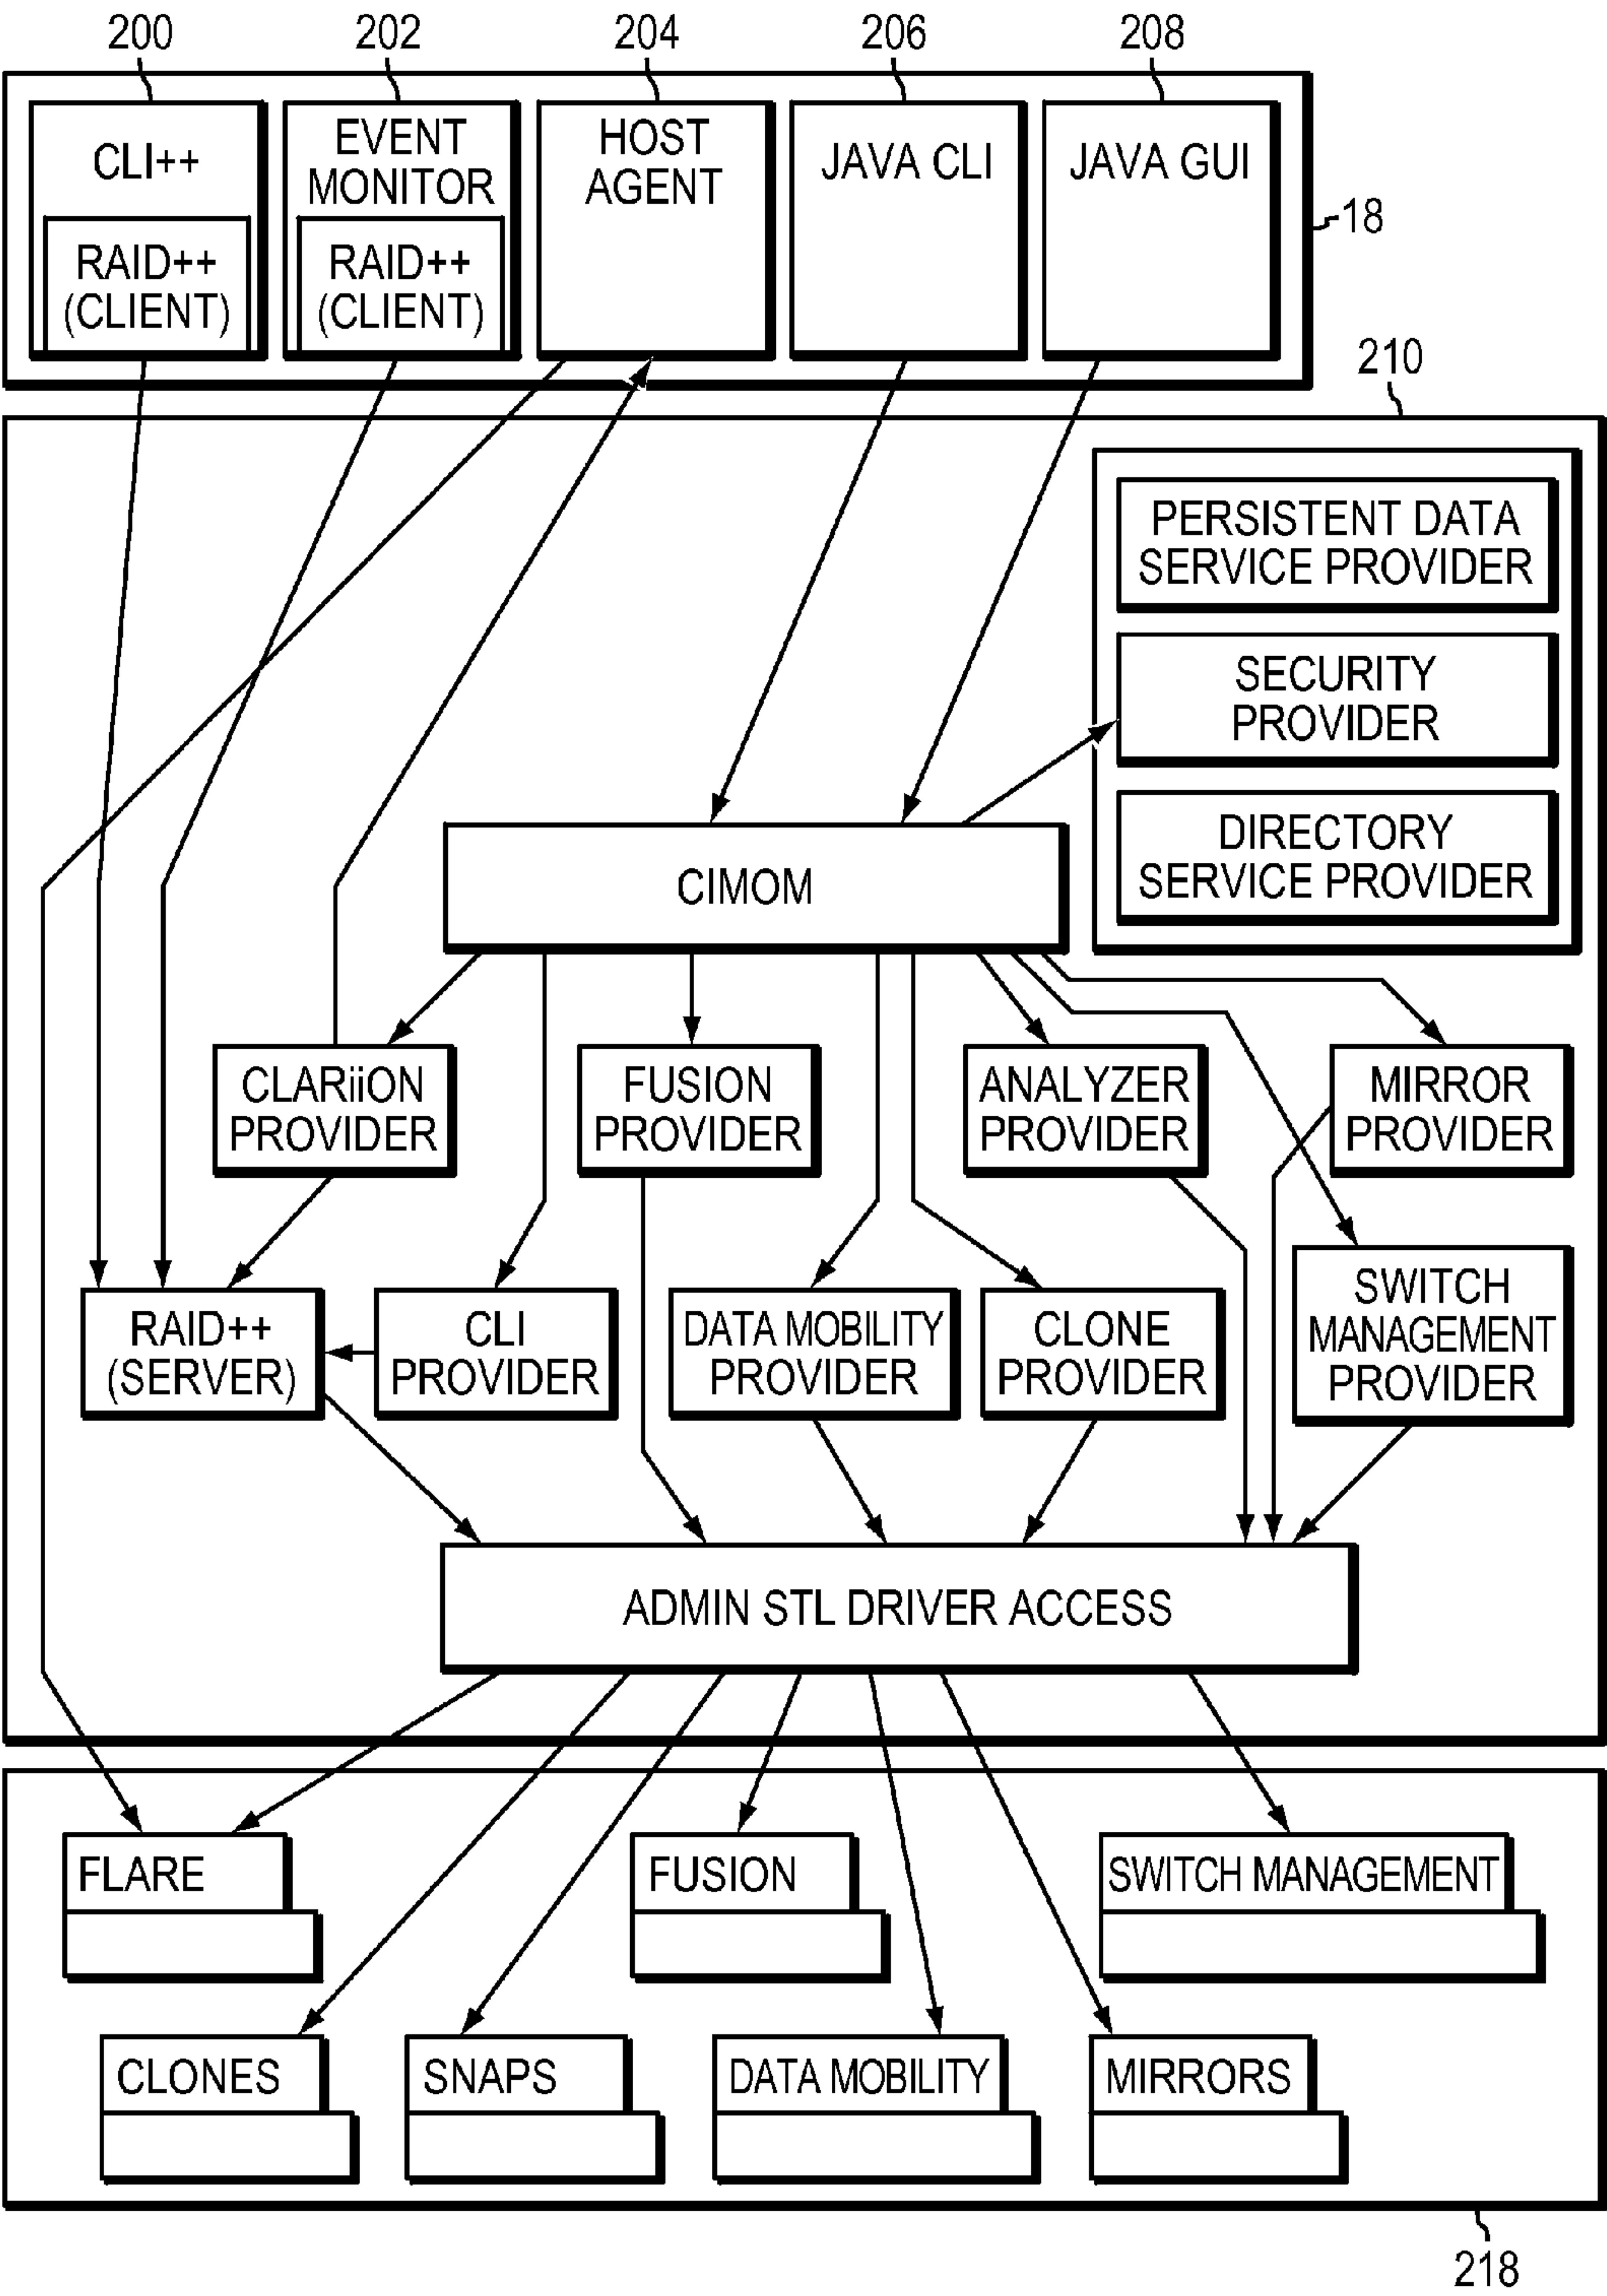 200
202
204
206
208
CLI++
RAID++
(CLIENT)
EVENT
MONITOR
RAID++
(CLIENT)
HOST
AGENT
JAVA CLI
JAVA GUI
18
210
PERSISTENT DATA
SERVICE PROVIDER
SECURITY
PROVIDER
DIRECTORY
SERVICE PROVIDER
CIMOM
CLARiiON
PROVIDER
FUSION
PROVIDER
ANALYZER
PROVIDER
MIRROR
PROVIDER
RAID++
(SERVER)
CLI
PROVIDER
DATA MOBILITY
PROVIDER
CLONE
PROVIDER
SWITCH
MANAGEMENT
PROVIDER
ADMIN STL DRIVER ACCESS
FLARE
FUSION
SWITCH MANAGEMENT
CLONES
SNAPS
DATA MOBILITY
MIRRORS
218